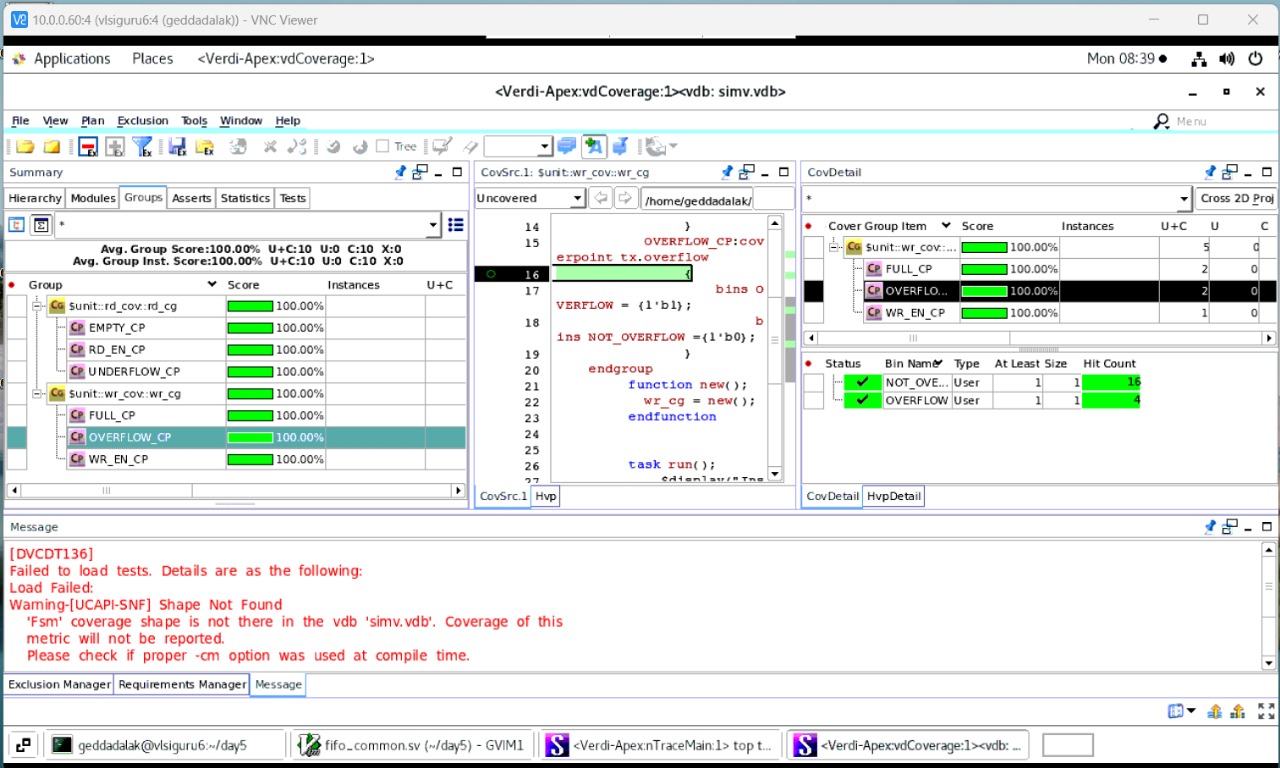 10.0.0.60:4 (vlsiguru6:4 (geddadalak)) - VNC Viewer
Applications Places <Verdi-Apex:vdCoverage:1> Mon 08:39
<Verdi-Apex:vdCoverage:1><vdb: simv.vdb>
File View Plan Exclusion Tools Window Help Menu
Tree
Summary
Hierarchy Modules Groups Asserts Statistics Tests
*
Avg. Group Score:100.00% U+C:10 U:0 C:10 X:0
Avg. Group Inst. Score:100.00% U+C:10 U:0 C:10 X:0
Group Score Instances U+C
$unit::rd_cov::rd_cg 100.00%
EMPTY_CP 100.00%
RD_EN_CP 100.00%
UNDERFLOW_CP 100.00%
$unit::wr_cov::wr_cg 100.00%
FULL_CP 100.00%
OVERFLOW_CP 100.00%
WR_EN_CP 100.00%
CovSrc.1: $unit::wr_cov::wr_cg
Uncovered /home/geddadalak/
14 }
15 OVERFLOW_CP:cov
erpoint tx.overflow
16 {
17 bins O
VERFLOW = {1'b1};
18 b
ins NOT_OVERFLOW ={1'b0};
19 }
20 endgroup
21 function new();
22 wr_cg = new();
23 endfunction
24
25
26 task run();
27 $display("Ins
CovSrc.1 Hvp
CovDetail
* Cross 2D Proj
Cover Group Item Score Instances U+C U C
$unit::wr_cov::... 100.00% 5 0
FULL_CP 100.00% 2 0
OVERFLO... 100.00% 2 0
WR_EN_CP 100.00% 1 0
Status Bin Name Type At Least Size Hit Count
NOT_OVE... User 1 1 16
OVERFLOW User 1 1 4
CovDetail HvpDetail
Message
[DVCDT136]
Failed to load tests. Details are as the following:
Load Failed:
Warning-[UCAPI-SNF] Shape Not Found
'Fsm' coverage shape is not there in the vdb 'simv.vdb'. Coverage of this
metric will not be reported.
Please check if proper -cm option was used at compile time.
Exclusion Manager Requirements Manager Message
geddadalak@vlsiguru6:~/day5 fifo_common.sv (~/day5) - GVIM1 <Verdi-Apex:nTraceMain:1> top t... <Verdi-Apex:vdCoverage:1><vdb: ...